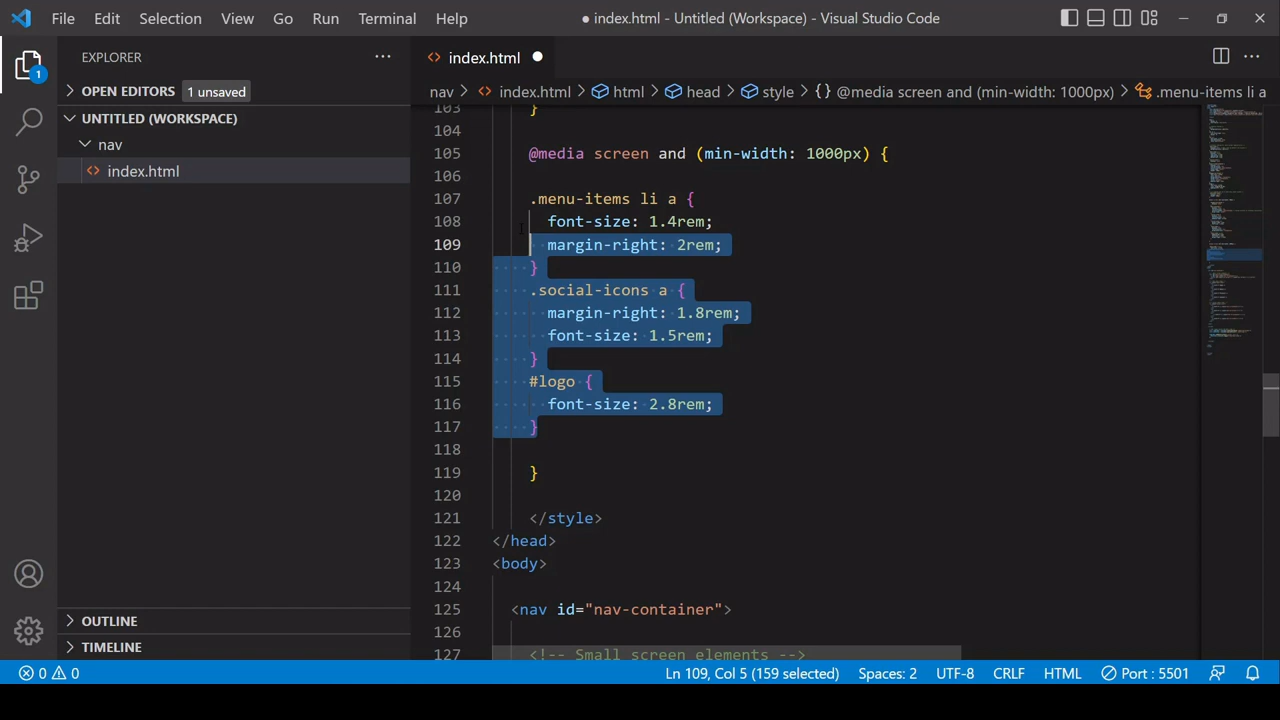 File Edit Selection View Go Run Terminal Help ● index.html - Untitled (Workspace) - Visual Studio Code
EXPLORER ···
1
OPEN EDITORS 1 unsaved
UNTITLED (WORKSPACE)
nav
<> index.html
OUTLINE
TIMELINE
<> index.html ●
nav > <> index.html > html > head > style > {} @media screen and (min-width: 1000px) > .menu-items li a
103 }
104
105 @media screen and (min-width: 1000px) {
106
107 .menu-items li a {
108 font-size: 1.4rem;
109 margin-right: 2rem;
110 }
111 .social-icons a {
112 margin-right: 1.8rem;
113 font-size: 1.5rem;
114 }
115 #logo {
116 font-size: 2.8rem;
117 }
118
119 }
120
121 </style>
122 </head>
123 <body>
124
125 <nav id="nav-container">
126
127 <!-- Small screen elements -->
0 0 Ln 109, Col 5 (159 selected) Spaces: 2 UTF-8 CRLF HTML Port : 5501